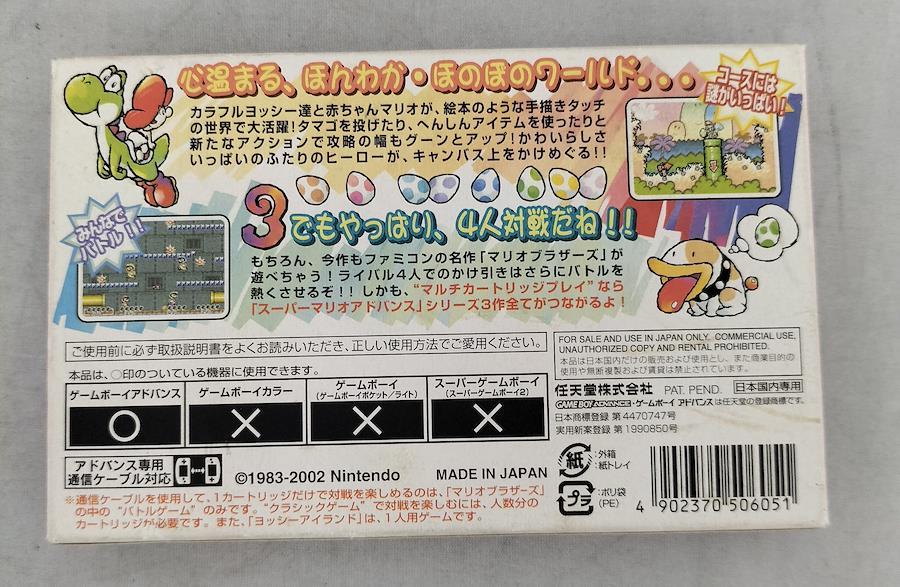 心温まる、ほんわか・ほのぼのワールド・・・
コースには
謎がいっぱい!
カラフルヨッシー達と赤ちゃんマリオが、絵本のような手描きタッチ
の世界で大活躍!タマゴを投げたり、へんしんアイテムを使ったりと
新たなアクションで攻略の幅もグーンとアップ!かわいらしさ
いっぱいのふたりのヒーローが、キャンバス上をかけめぐる!!
みんなで
バトル!!
3でもやっぱり、4人対戦だね!!
もちろん、今作もファミコンの名作「マリオブラザーズ」が
遊べちゃう!ライバル4人でのかけ引きはさらにバトルを
熱くさせるぞ!!しかも、"マルチカートリッジプレイ"なら
「スーパーマリオアドバンス」シリーズ3作全てがつながるよ!
ご使用前に必ず取扱説明書をよくお読みいただき、正しい使用方法でご愛用ください。
本品は、○印のついている機器に使用できます。
ゲームボーイアドバンス
ゲームボーイカラー
ゲームボーイ
(ゲームボーイポケット/ライト)
スーパーゲームボーイ
(スーパーゲームボーイ2)
アドバンス専用
通信ケーブル対応
©1983-2002 Nintendo
MADE IN JAPAN
※通信ケーブルを使用して、1カートリッジだけで対戦を楽しめるのは、「マリオブラザーズ」
の中の"バトルゲーム"のみです。"クラシックゲーム"で対戦を楽しむには、人数分の
カートリッジが必要です。また、「ヨッシーアイランド」は、1人用ゲームです。
FOR SALE AND USE IN JAPAN ONLY. COMMERCIAL USE,
UNAUTHORIZED COPY AND RENTAL PROHIBITED.
本品は日本国内だけの販売および使用とし、また商業目的の
使用や無断複製および賃貸は禁止されています。
任天堂株式会社 PAT. PEND. 日本国内専用
GAME BOY ADVANCE・ゲームボーイ アドバンスは任天堂の登録商標です。
日本商標登録 第4470747号
実用新案登録 第1990850号
紙
:外箱
:紙トレイ
プラ
:ポリ袋
(PE)
4 902370 506051